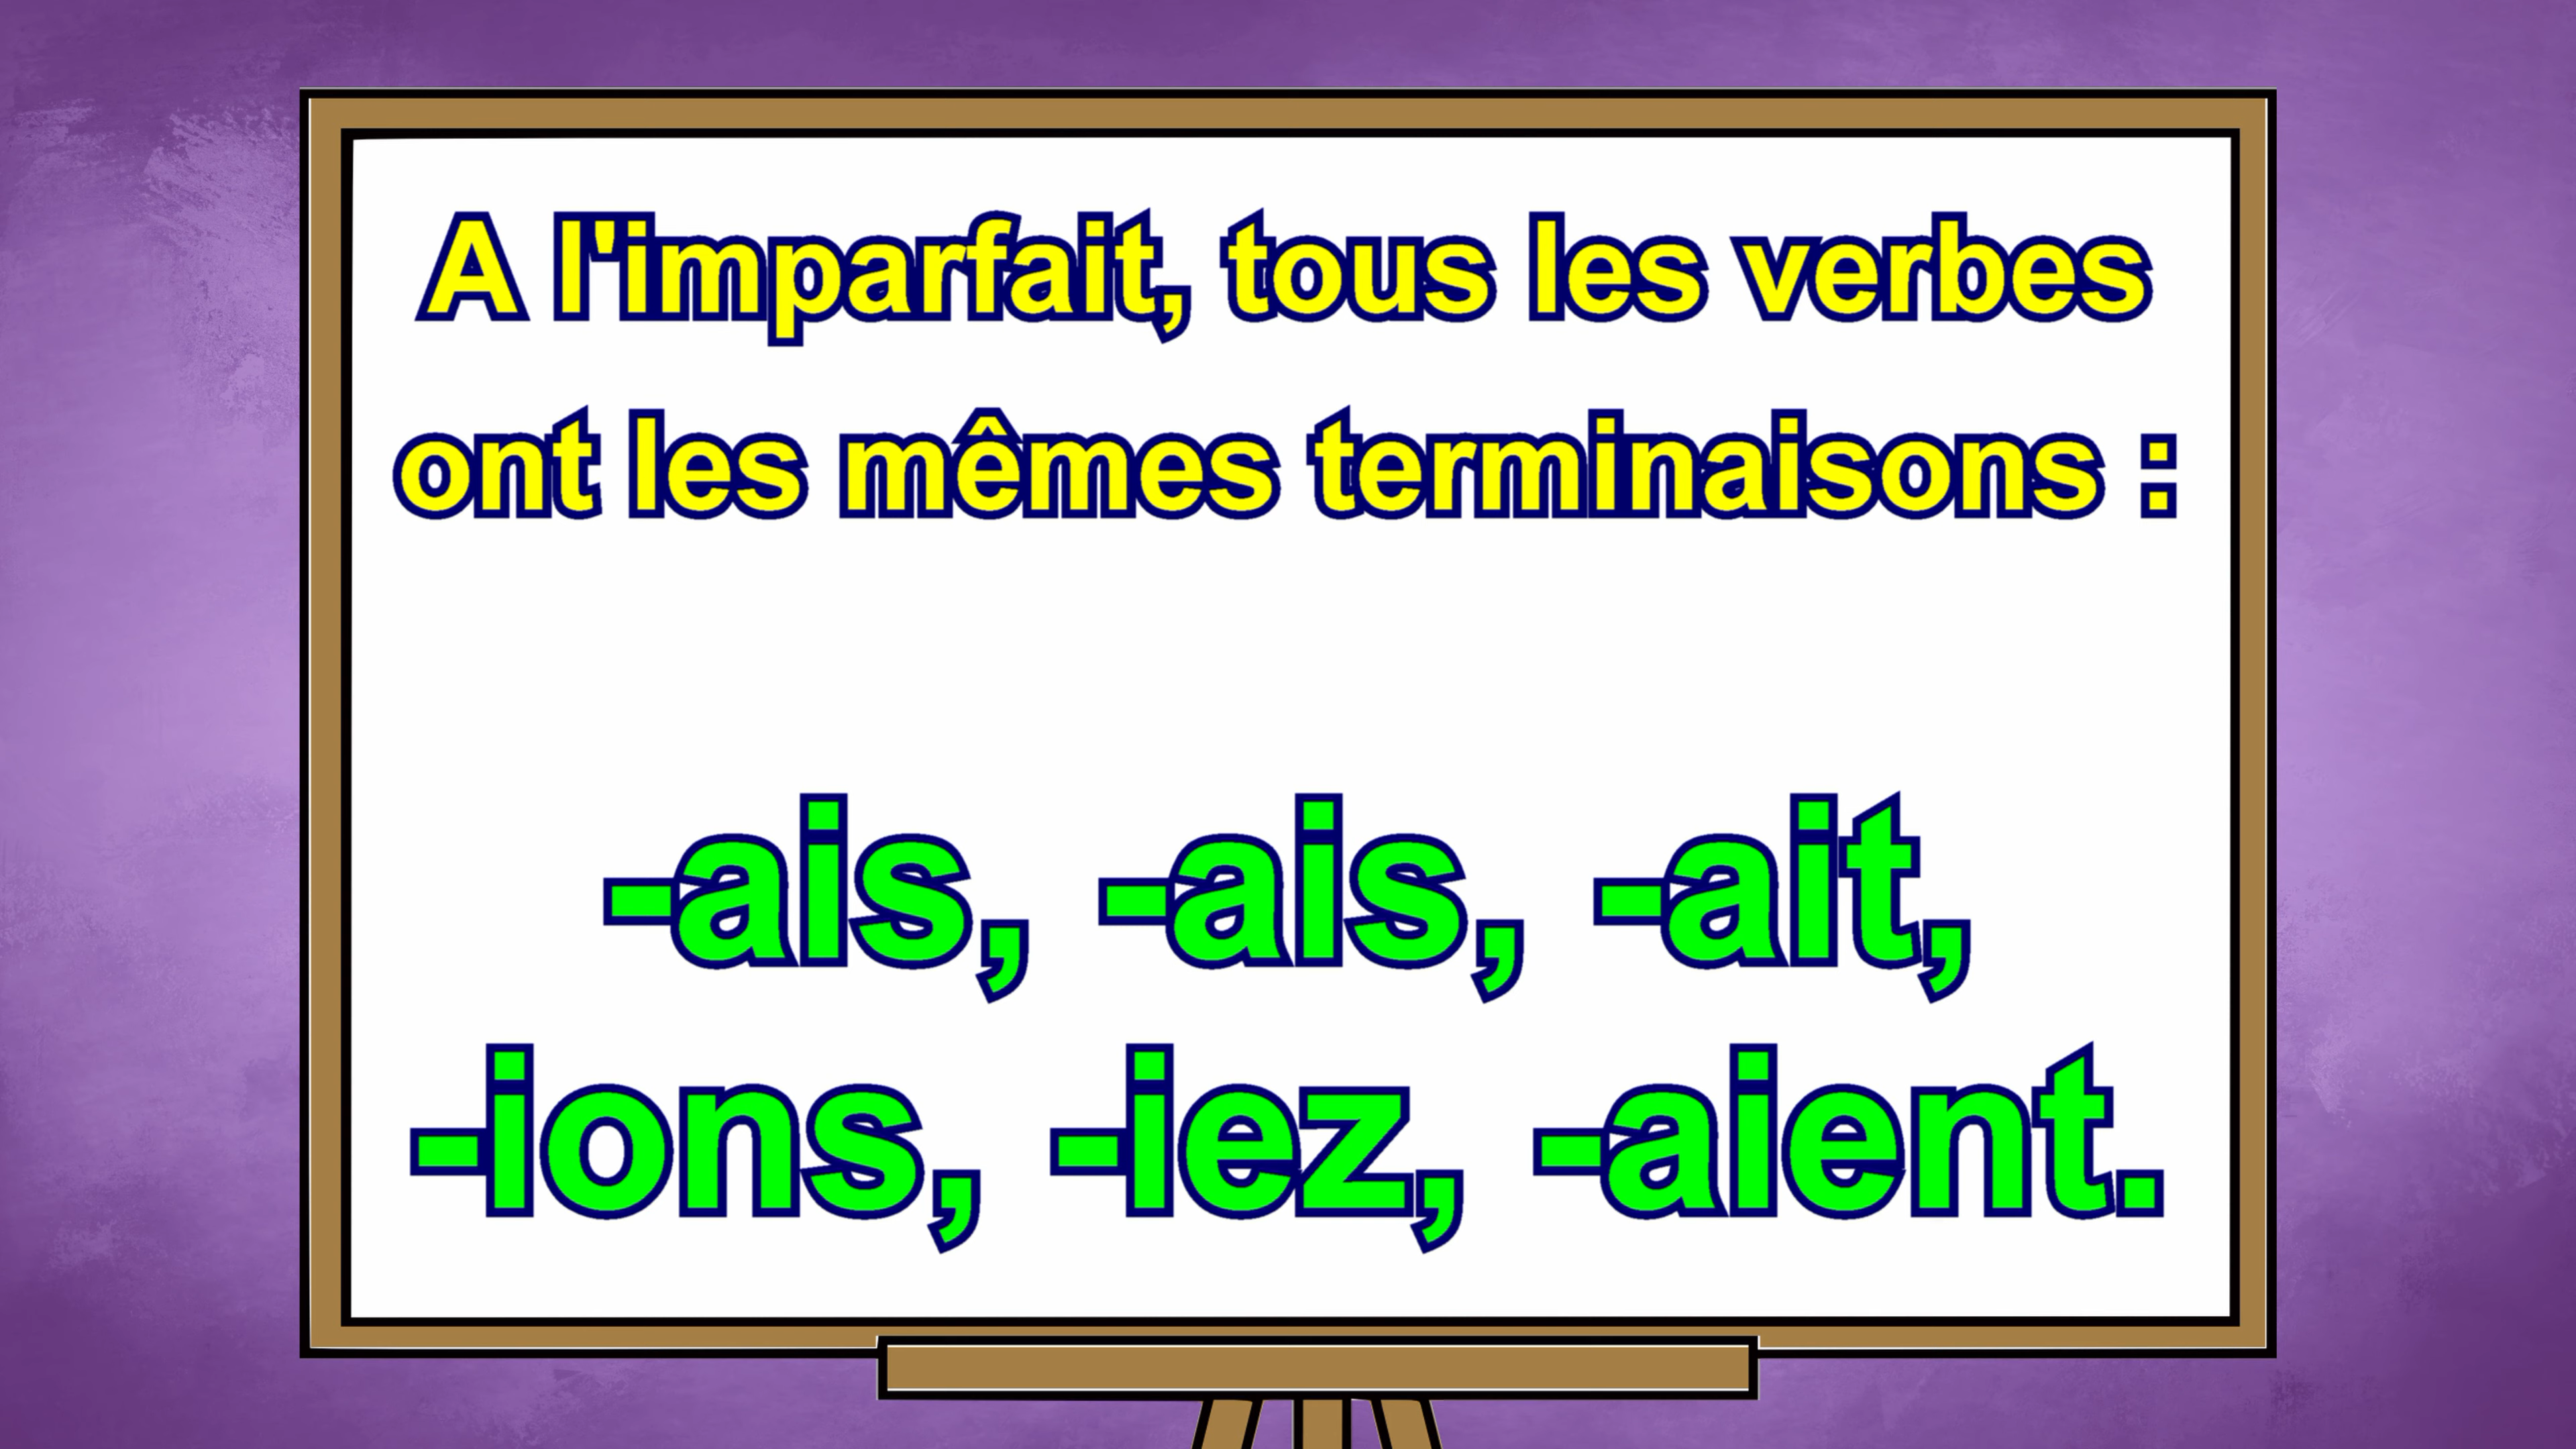 A l'imparfait, tous les verbes
ont les mêmes terminaisons :
-ais, -ais, -ait,
-ions, -iez, -aient.